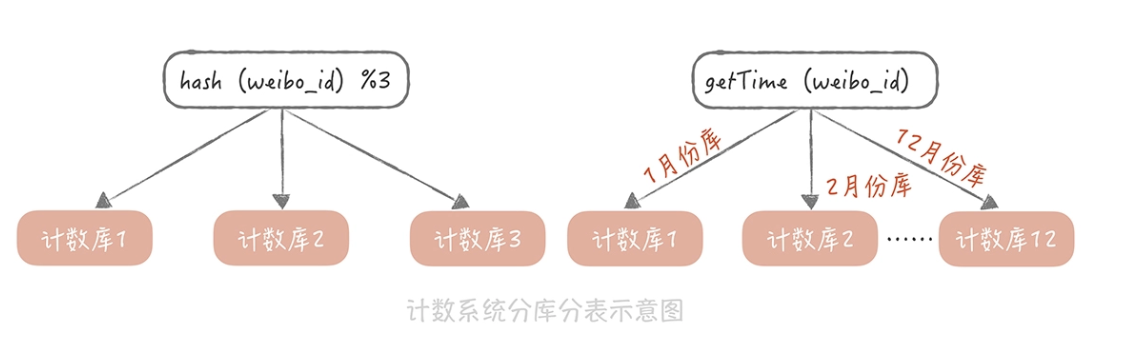 hash (weibo_id) %3
计数库1
计数库2
计数库3
getTime (weibo_id)
1月份库
2月份库
12月份库
计数库1
计数库2
……
计数库12
计数系统分库分表示意图